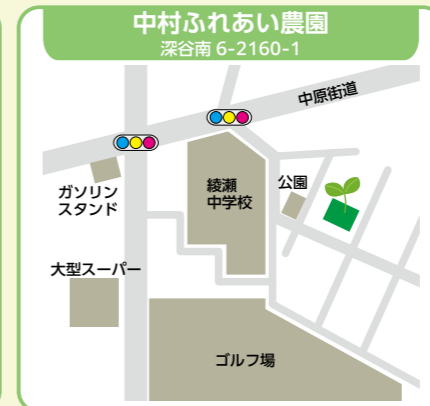 中村ふれあい農園
深谷南 6-2160-1
中原街道
ガソリン
スタンド
綾瀬
中学校
公園
大型スーパー
ゴルフ場